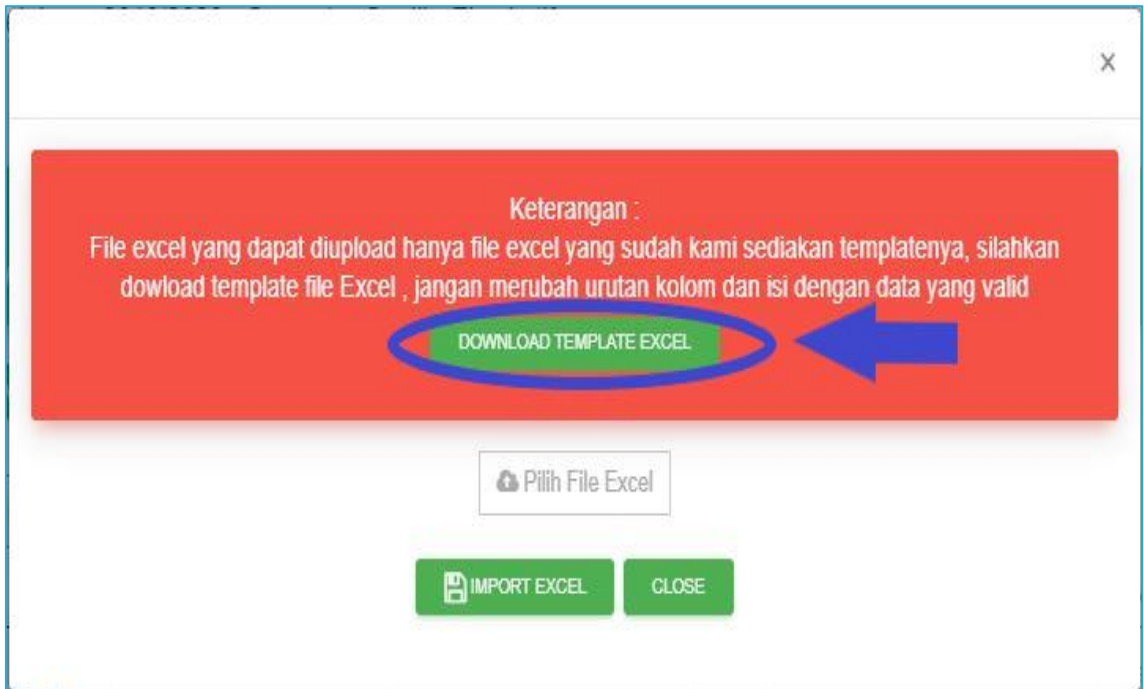 X
Keterangan :
File excel yang dapat diupload hanya file excel yang sudah kami sediakan templatenya, silahkan
dowload template file Excel , jangan merubah urutan kolom dan isi dengan data yang valid
DOWNLOAD TEMPLATE EXCEL
Pilih File Excel
IMPORT EXCEL CLOSE